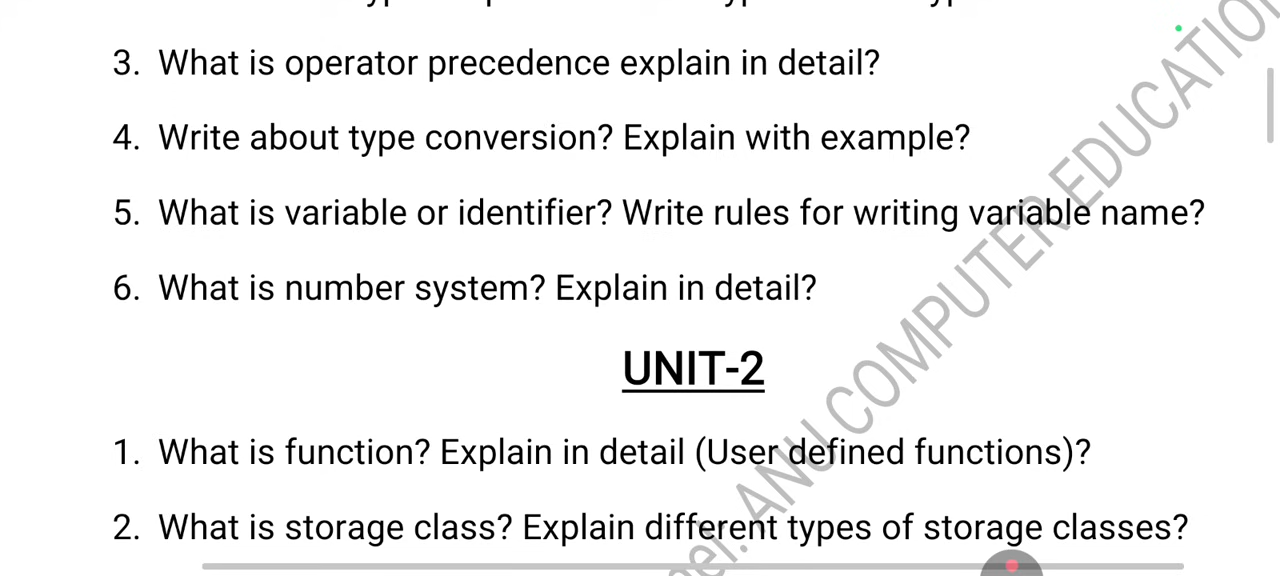 3. What is operator precedence explain in detail?
4. Write about type conversion? Explain with example?
5. What is variable or identifier? Write rules for writing variable name?
6. What is number system? Explain in detail?
UNIT-2
1. What is function? Explain in detail (User defined functions)?
2. What is storage class? Explain different types of storage classes?
ANU COMPUTER EDUCATIO